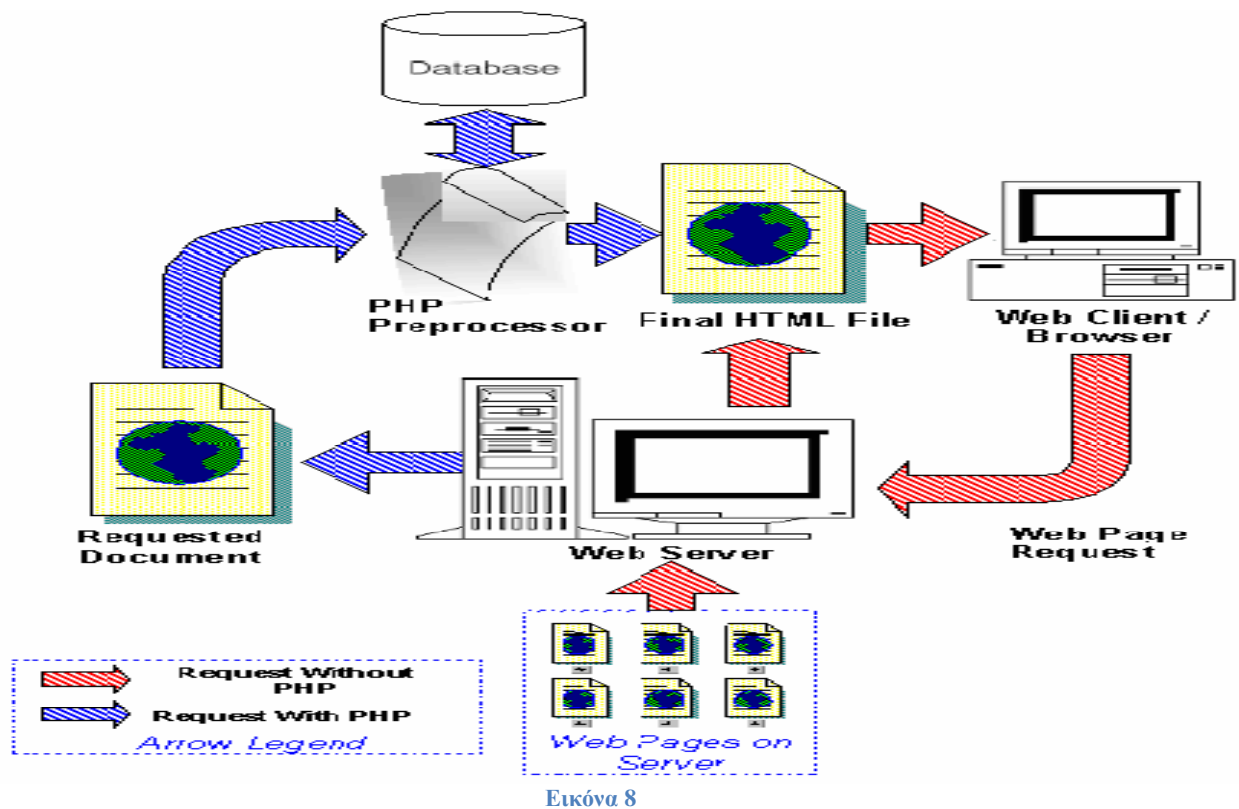 Database
PHP
Preprocessor
Final HTML File
Web Client /
Browser
Requested
Document
Web Server
Web Page
Request
Request Without
PHP
Request With PHP
Arrow Legend
Web Pages on
Server
Εικόνα 8